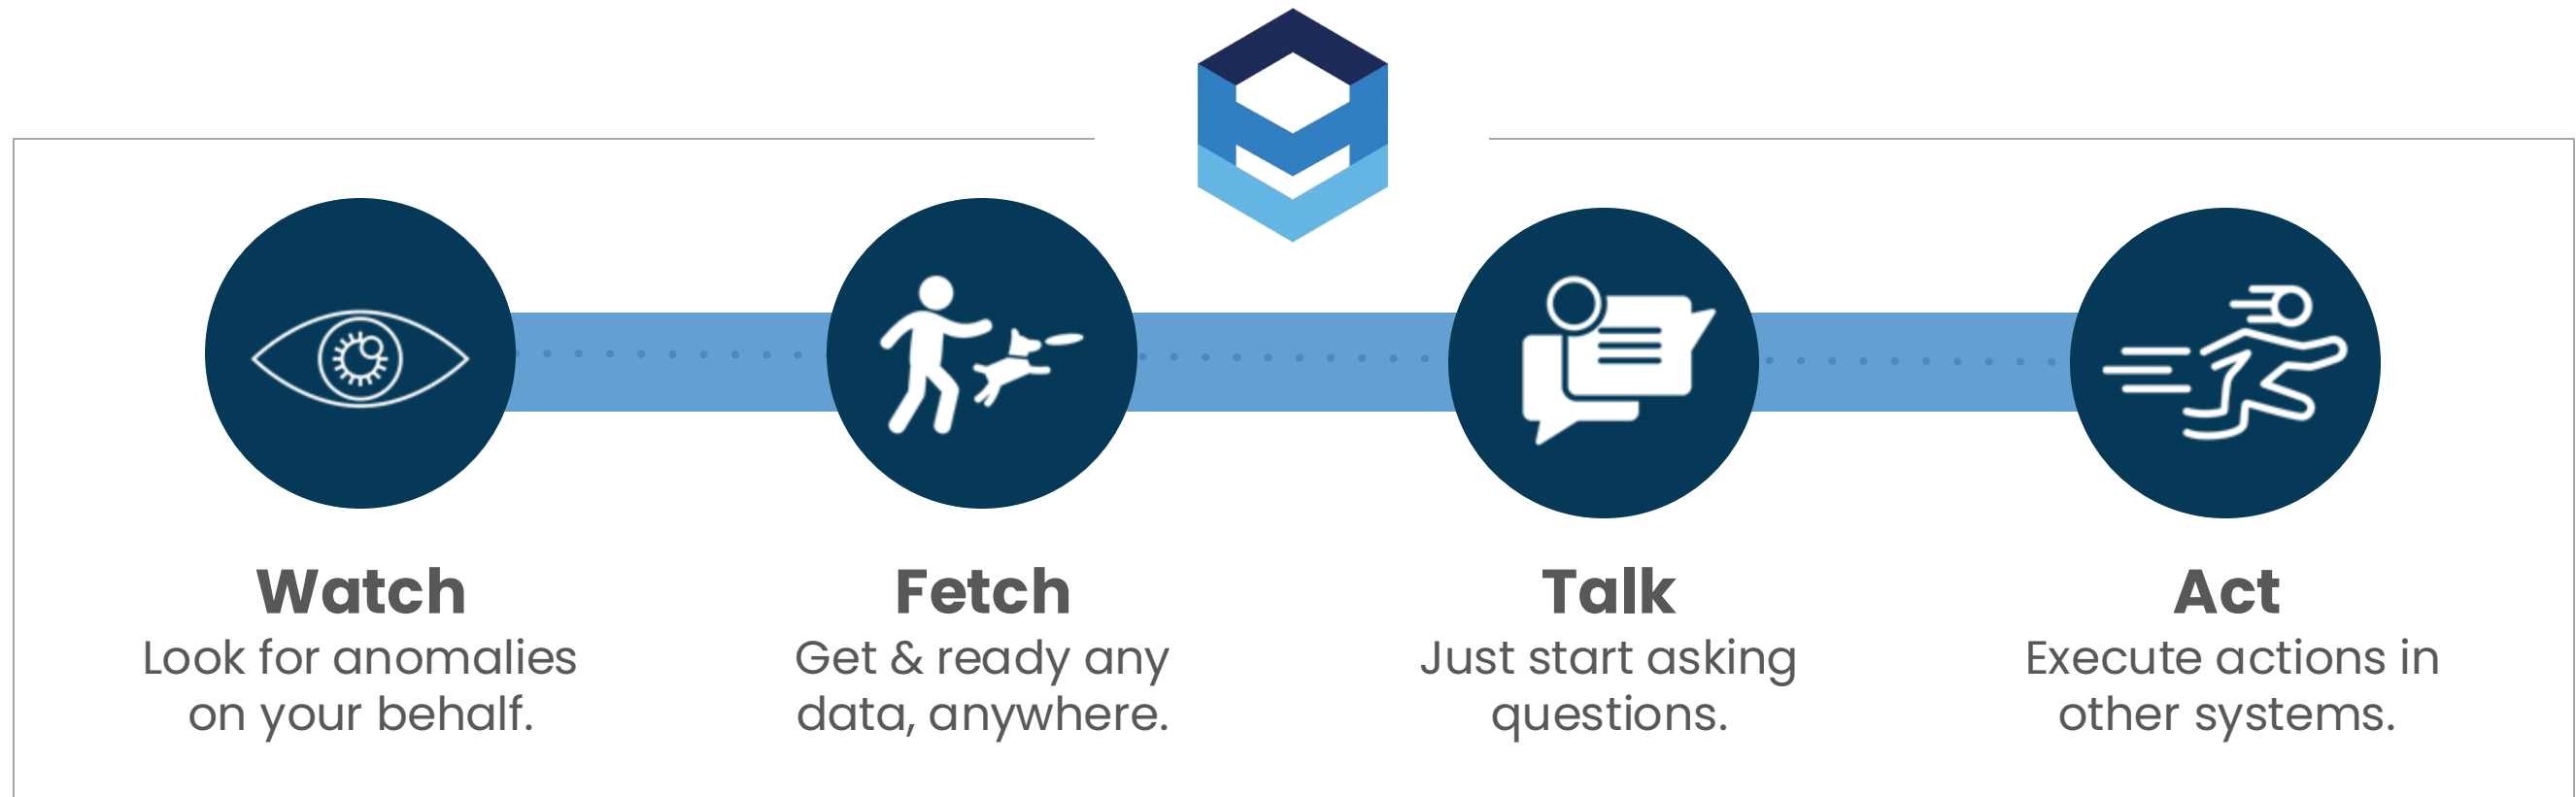 Watch
Look for anomalies
on your behalf.
Fetch
Get & ready any
data, anywhere.
Talk
Just start asking
questions.
Act
Execute actions in
other systems.